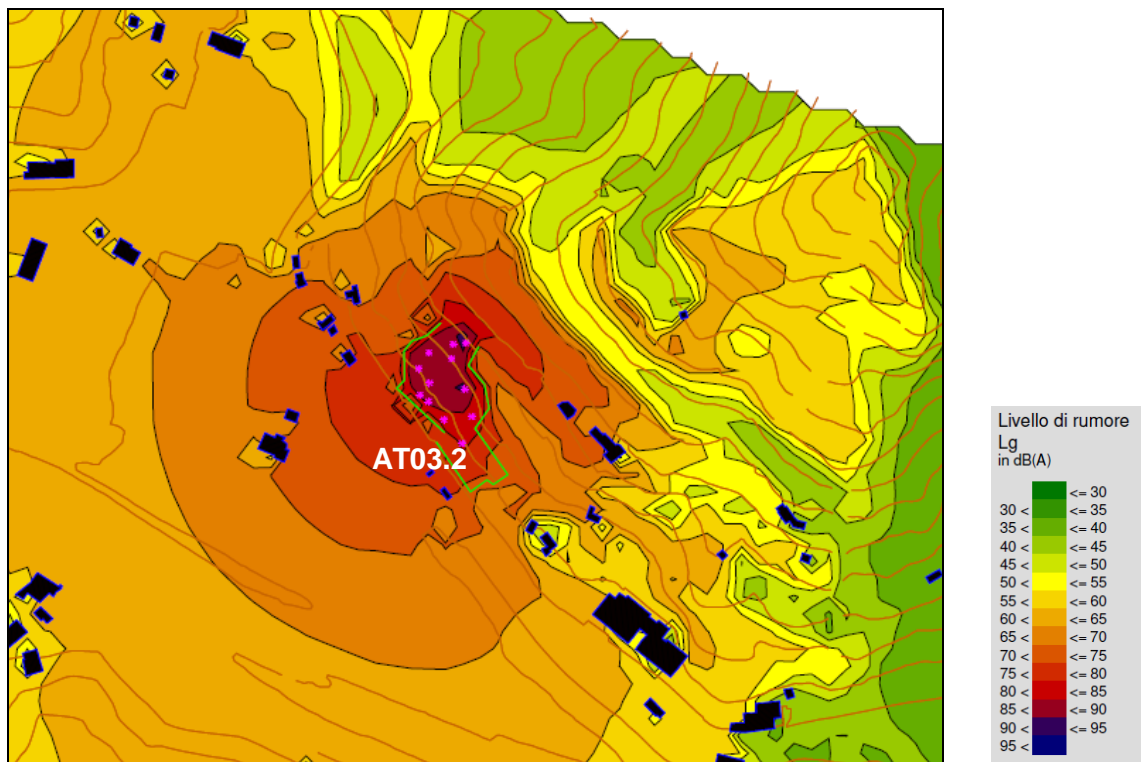 AT03.2
Livello di rumore
Lg
in dB(A)
<= 30
30 < <= 35
35 < <= 40
40 < <= 45
45 < <= 50
50 < <= 55
55 < <= 60
60 < <= 65
65 < <= 70
70 < <= 75
75 < <= 80
80 < <= 85
85 < <= 90
90 < <= 95
95 <